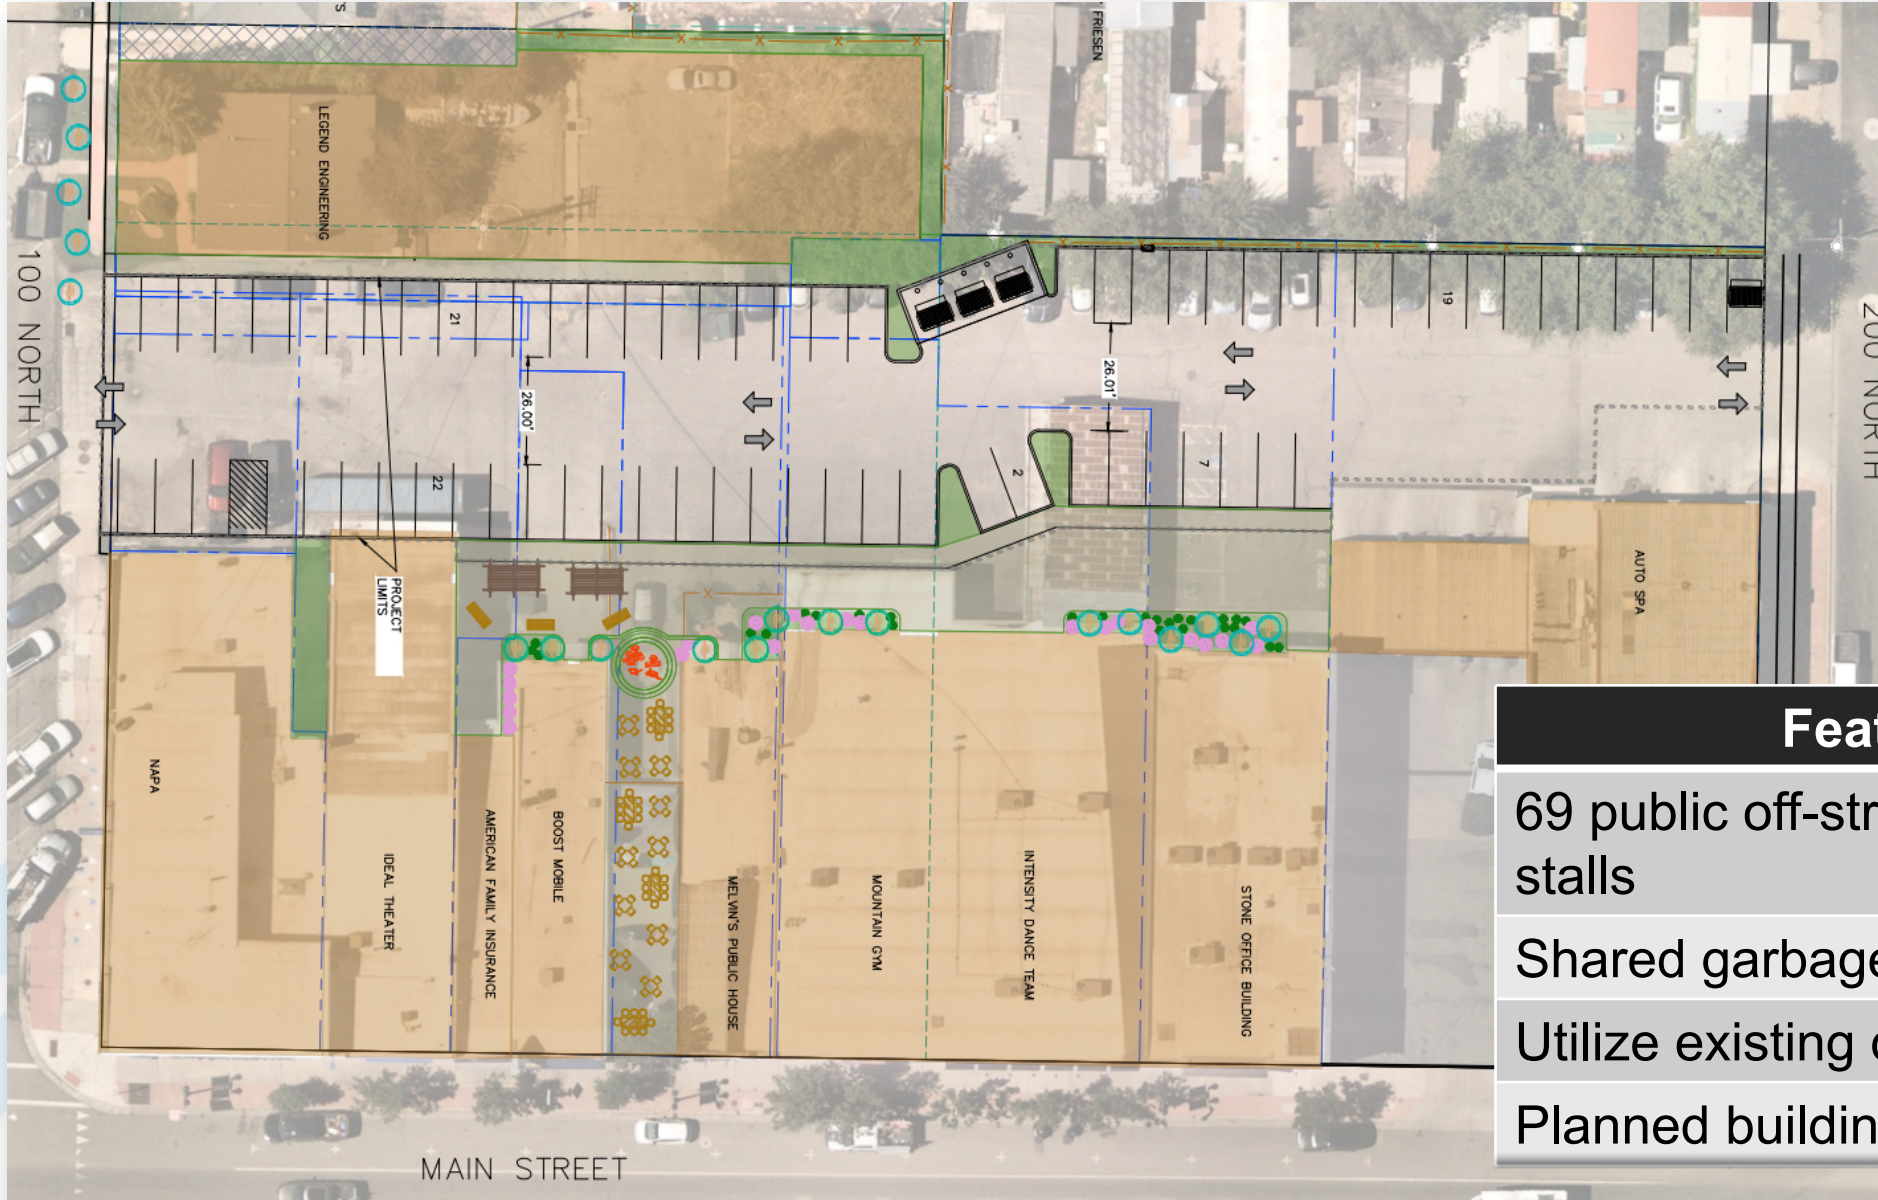 S
FRIESEN
LEGEND ENGINEERING
100 NORTH
200 NORTH
21
19
26.00'
26.01'
22
2
7
PROJECT
LIMITS
AUTO SPA
NAPA
IDEAL THEATER
AMERICAN FAMILY INSURANCE
BOOST MOBILE
MELVIN'S PUBLIC HOUSE
MOUNTAIN GYM
INTENSITY DANCE TEAM
STONE OFFICE BUILDING
MAIN STREET
Feat
69 public off-str
stalls
Shared garbage
Utilize existing
Planned buildin